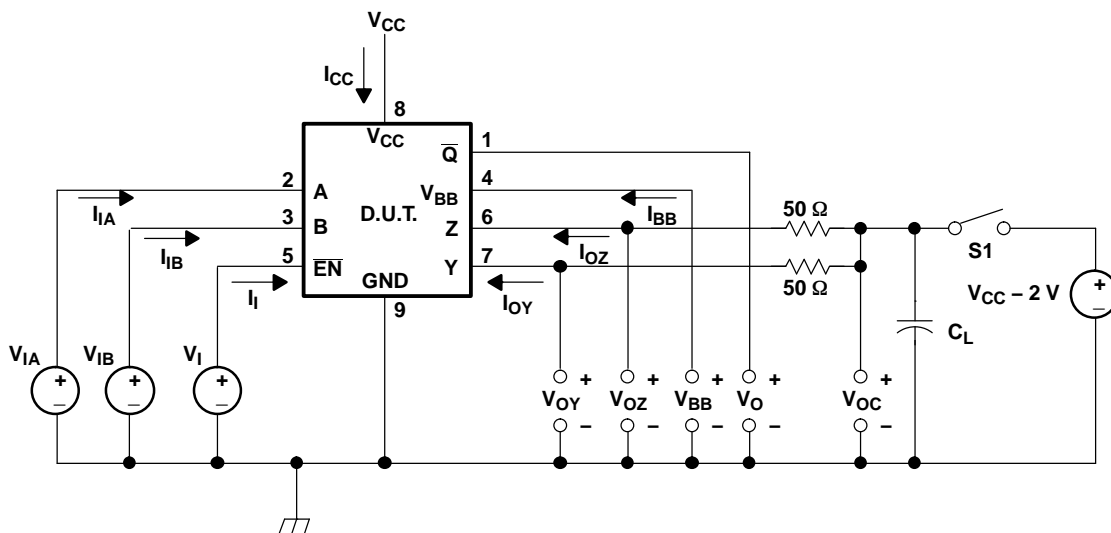 VCC
ICC
8
VCC
1
Q̅
2
A
4
VBB
IIA
D.U.T.
IBB
3
B
6
Z
50 Ω
IIB
IOZ
S1
5
E̅N̅
7
Y
50 Ω
II
GND
IOY
VCC – 2 V
9
CL
VIA
+
–
VIB
+
–
VI
+
–
+
VOY
–
+
VOZ
–
+
VBB
–
+
VO
–
+
VOC
–
+
–